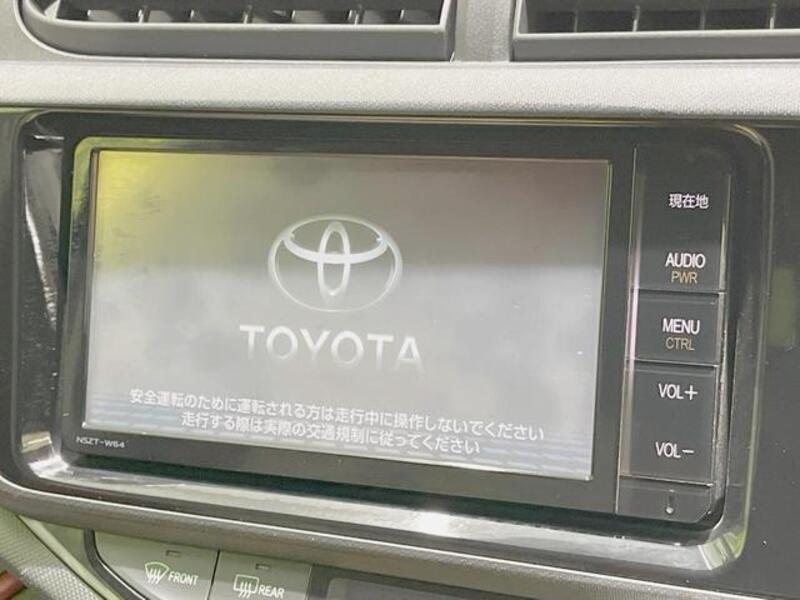 TOYOTA
安全運転のために運転される方は走行中に操作しないでください
走行する際は実際の交通規制に従ってください
NSZT-W64
現在地
AUDIO
PWR
MENU
CTRL
VOL+
VOL-
FRONT
REAR